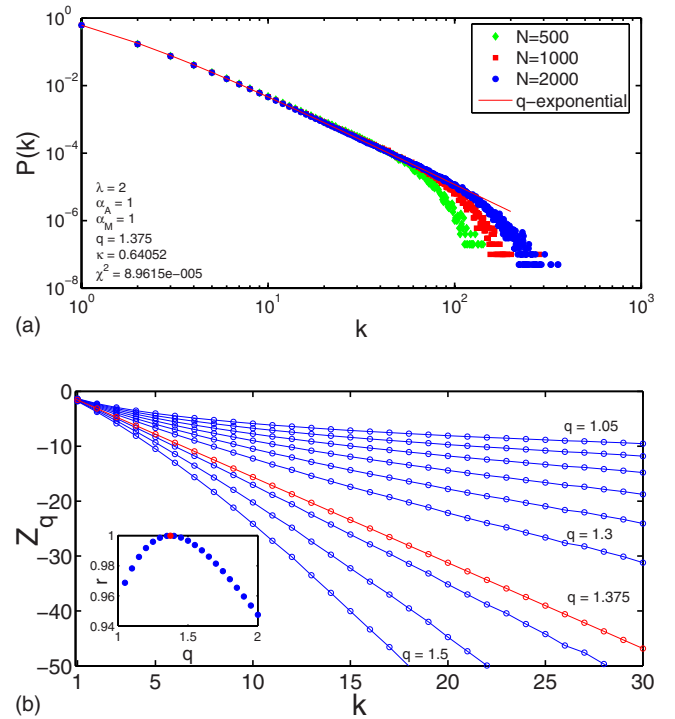 10^0
10^-2
10^-4
10^-6
10^-8
P(k)
N=500
N=1000
N=2000
q-exponential
λ = 2
α_A = 1
α_M = 1
q = 1.375
κ = 0.64052
χ^2 = 8.9615e-005
10^0
10^1
10^2
10^3
(a)
k
0
-10
-20
-30
-40
-50
Z_q
q = 1.05
q = 1.3
q = 1.375
q = 1.5
1
0.98
0.96
0.94
r
1
1.5
2
q
1
5
10
15
20
25
30
(b)
k